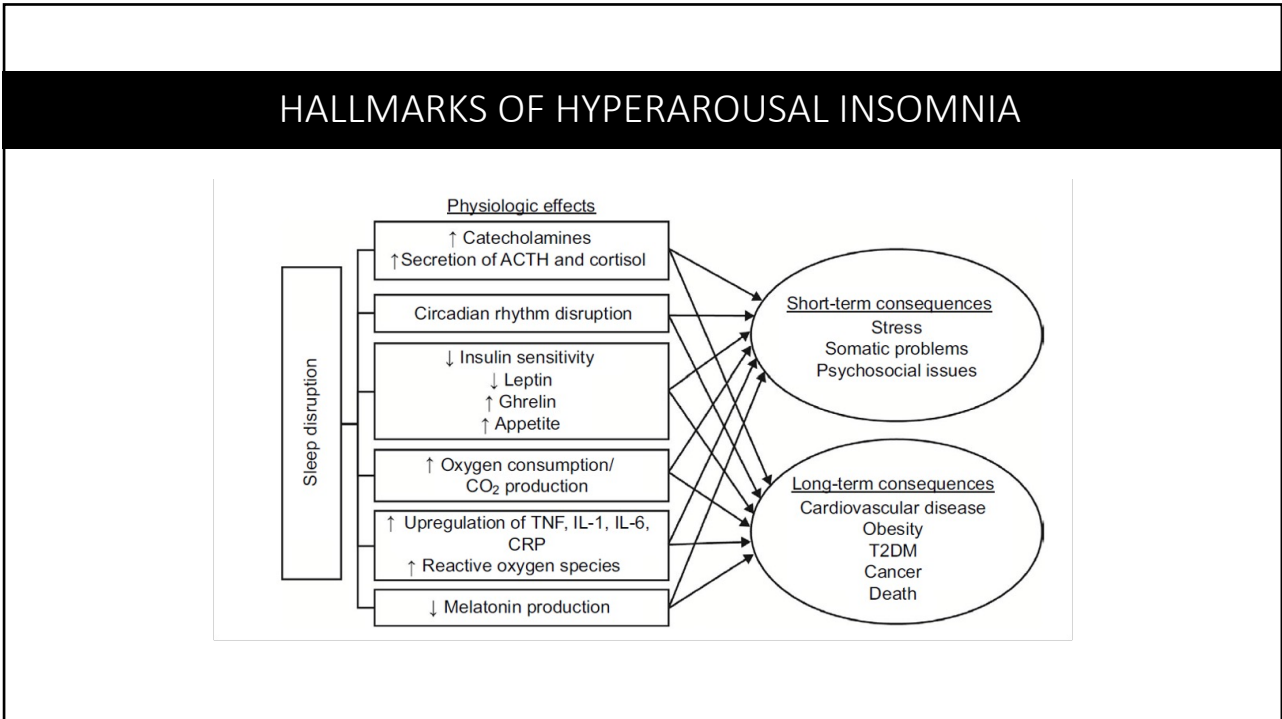 HALLMARKS OF HYPERAROUSAL INSOMNIA
Physiologic effects
Sleep disruption
↑ Catecholamines
↑Secretion of ACTH and cortisol
Circadian rhythm disruption
↓ Insulin sensitivity
↓ Leptin
↑ Ghrelin
↑ Appetite
↑ Oxygen consumption/
CO₂ production
↑ Upregulation of TNF, IL-1, IL-6,
CRP
↑ Reactive oxygen species
↓ Melatonin production
Short-term consequences
Stress
Somatic problems
Psychosocial issues
Long-term consequences
Cardiovascular disease
Obesity
T2DM
Cancer
Death